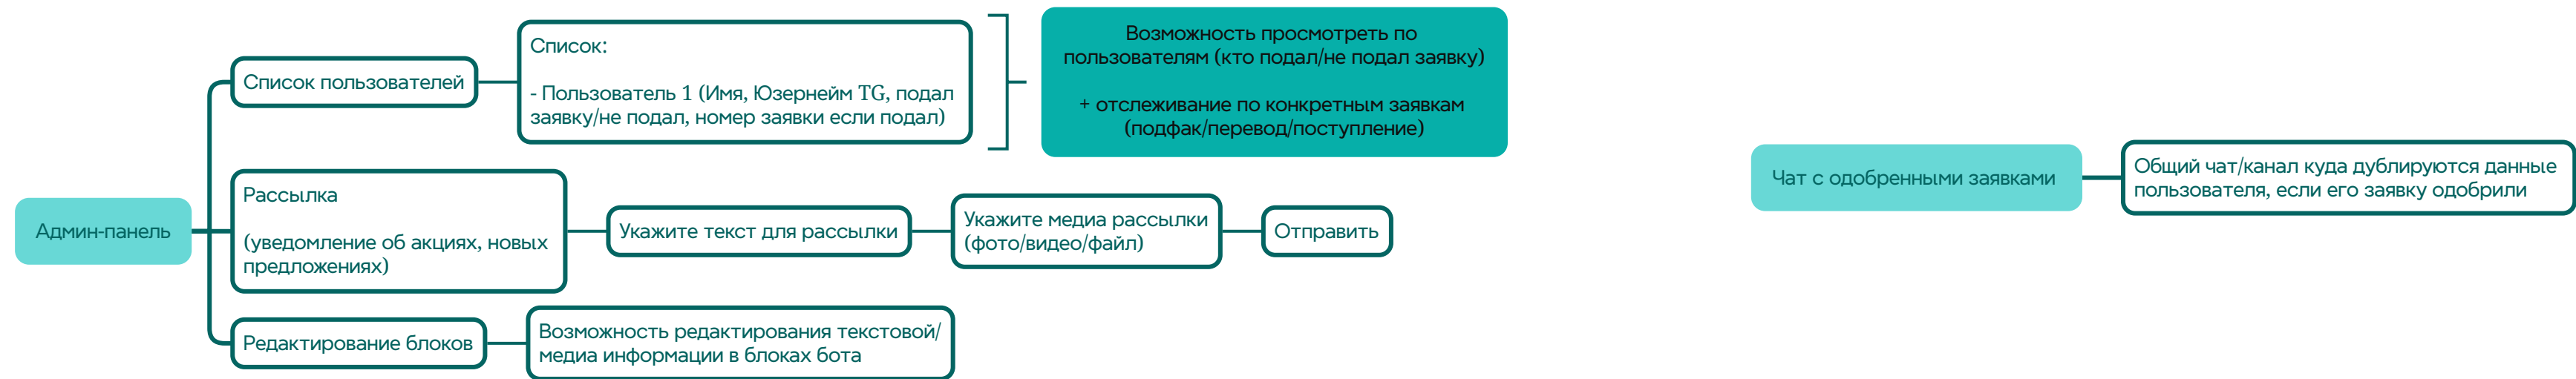 Админ-панель
Список пользователей
Список:
- Пользователь 1 (Имя, Юзернейм TG, подал
заявку/не подал, номер заявки если подал)
Возможность просмотреть по
пользователям (кто подал/не подал заявку)
+ отслеживание по конкретным заявкам
(подфак/перевод/поступление)
Рассылка
(уведомление об акциях, новых
предложениях)
Укажите текст для рассылки
Укажите медиа рассылки
(фото/видео/файл)
Отправить
Редактирование блоков
Возможность редактирования текстовой/
медиа информации в блоках бота
Чат с одобренными заявками
Общий чат/канал куда дублируются данные
пользователя, если его заявку одобрили